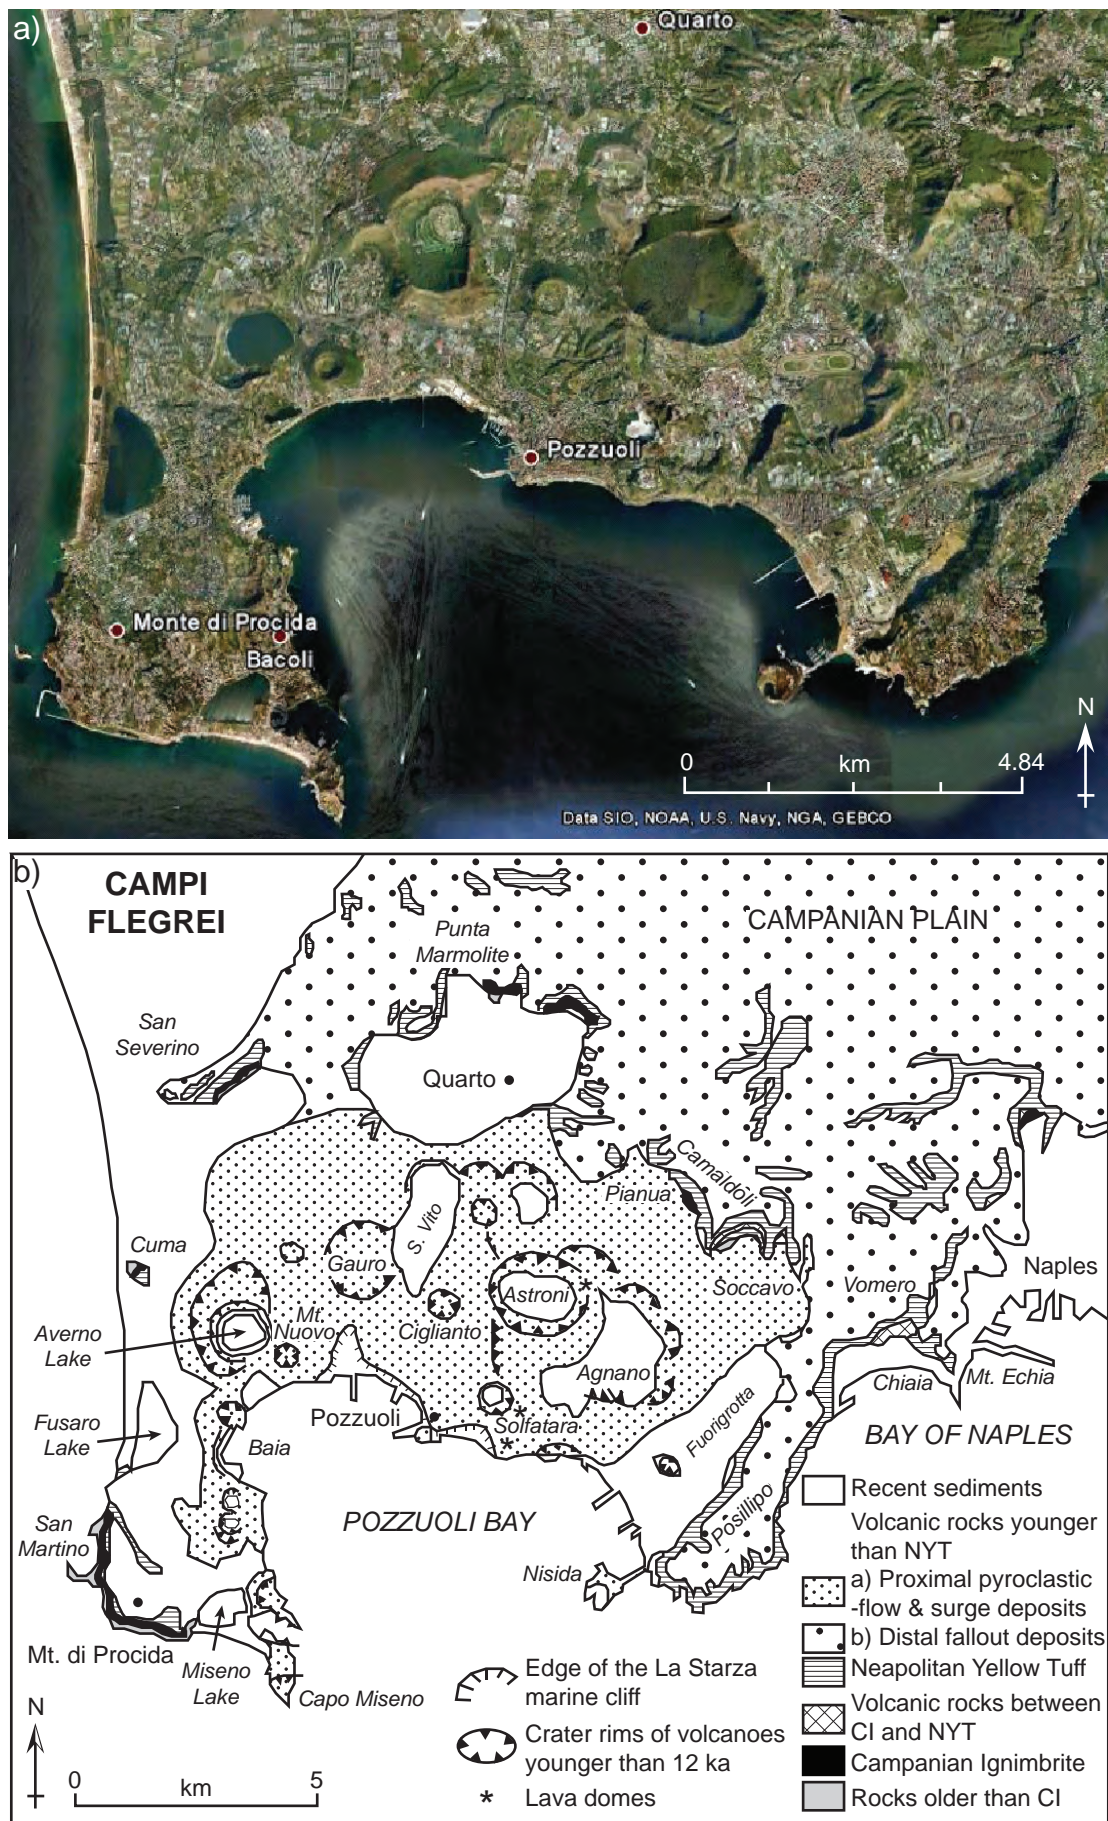 a)
Quarto
Pozzuoli
Monte di Procida
Bacoli
N
0 km 4.84
Data SIO, NOAA, U.S. Navy, NGA, GEBCO
b)
CAMPI
FLEGREI
CAMPANIAN PLAIN
Punta
Marmolite
San
Severino
Quarto
Camaldoli
Pianua
S. Vito
Cuma
Gauro
Astroni
Soccavo
Vomero
Naples
Averno
Lake
Mt.
Nuovo
Ciglianto
Agnano
Chiaia
Mt. Echia
Fusaro
Lake
Pozzuoli
Solfatara
Fuorigrotta
Baia
BAY OF NAPLES
POZZUOLI BAY
San
Martino
Nisida
Posillipo
Mt. di Procida
Miseno
Lake
Capo Miseno
N
0 km 5
Edge of the La Starza
marine cliff
Crater rims of volcanoes
younger than 12 ka
* Lava domes
Recent sediments
Volcanic rocks younger
than NYT
a) Proximal pyroclastic
-flow & surge deposits
b) Distal fallout deposits
Neapolitan Yellow Tuff
Volcanic rocks between
CI and NYT
Campanian Ignimbrite
Rocks older than CI